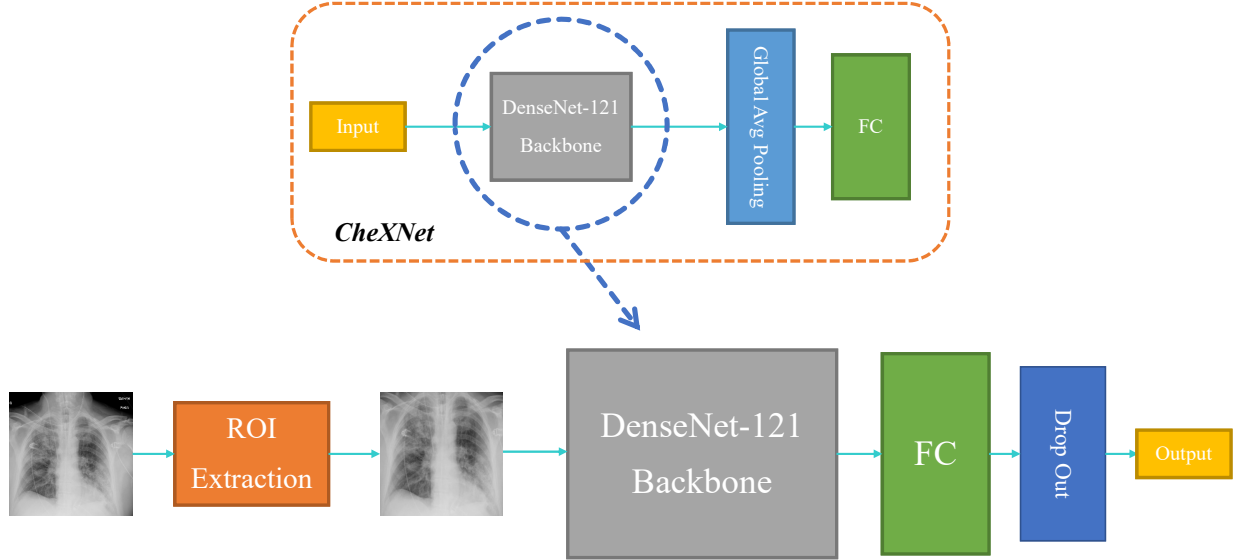 Input
DenseNet-121
Backbone
Global Avg
Pooling
FC
CheXNet
ROI
Extraction
DenseNet-121
Backbone
FC
Drop Out
Output